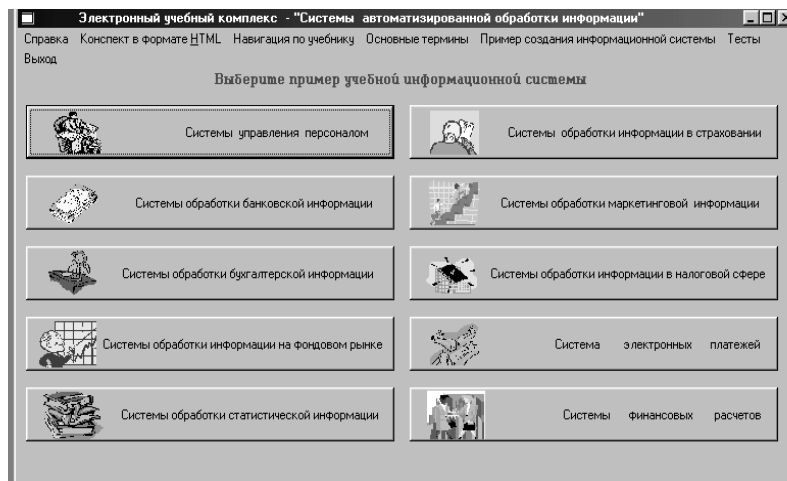 Электронный учебный комплекс - "Системы автоматизированной обработки информации"
Справка Конспект в формате HTML Навигация по учебнику Основные термины Пример создания информационной системы Тесты
Выход
Выберите пример учебной информационной системы
Системы управления персоналом
Системы обработки информации в страховании
Системы обработки банковской информации
Системы обработки маркетинговой информации
Системы обработки бухгалтерской информации
Системы обработки информации в налоговой сфере
Системы обработки информации на фондовом рынке
Система электронных платежей
Системы обработки статистической информации
Системы финансовых расчетов